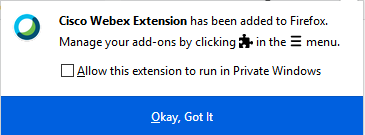 Cisco Webex Extension has been added to Firefox.
Manage your add-ons by clicking in the menu.
Allow this extension to run in Private Windows
Okay, Got It